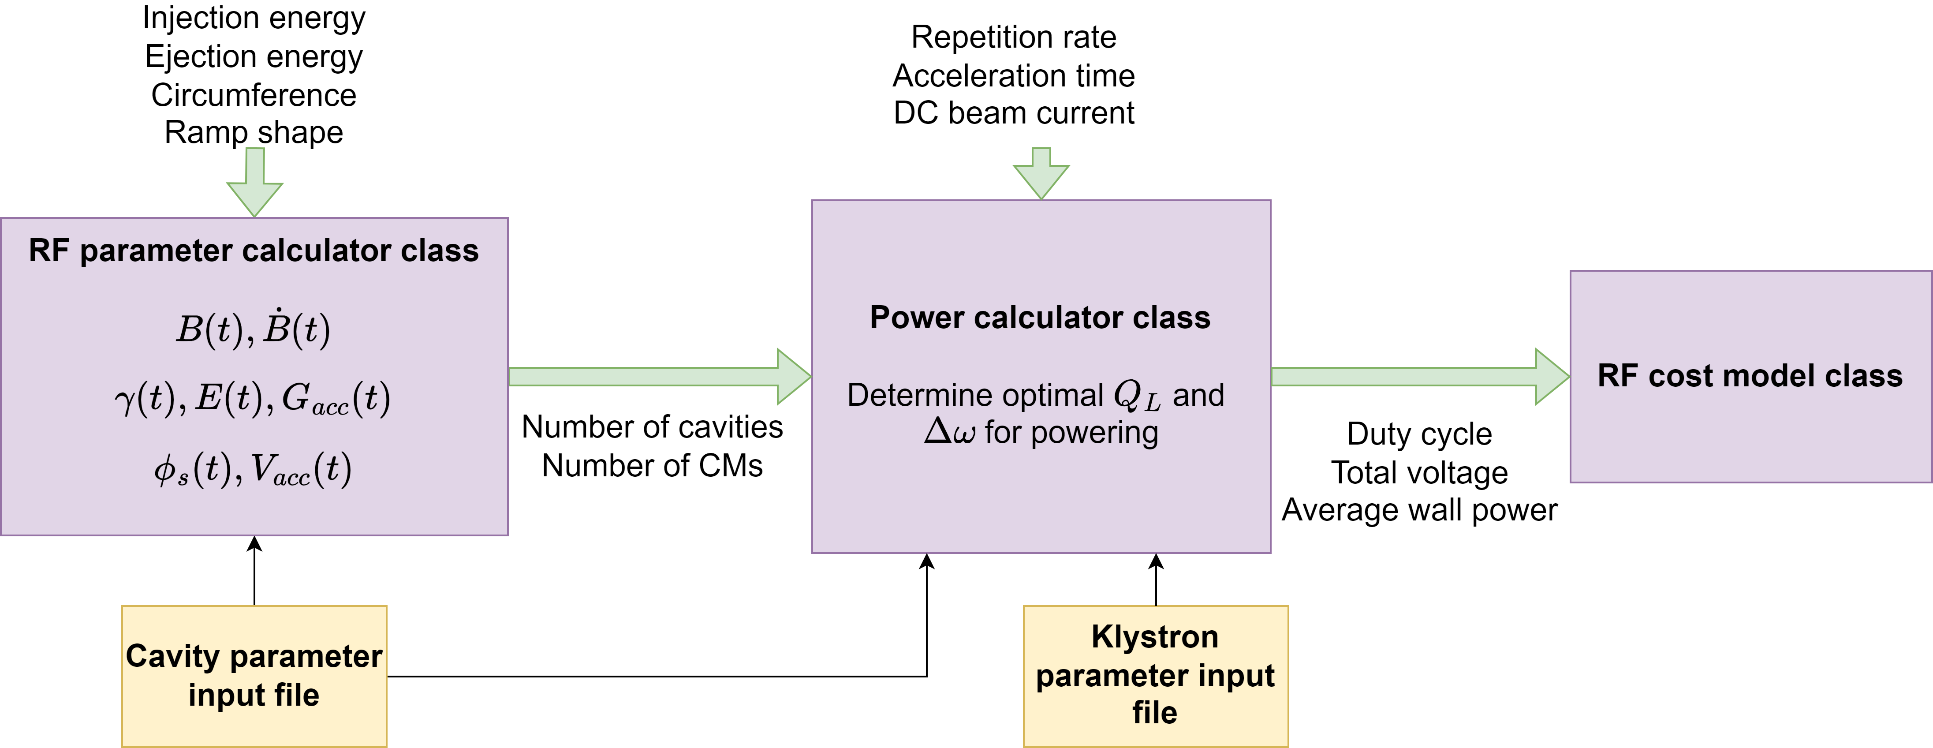 Injection energy
Ejection energy
Circumference
Ramp shape
RF parameter calculator class
B(t), Ḃ(t)
γ(t), E(t), G_acc(t)
ϕ_s(t), V_acc(t)
Cavity parameter
input file
Number of cavities
Number of CMs
Repetition rate
Acceleration time
DC beam current
Power calculator class
Determine optimal Q_L and
Δω for powering
Klystron
parameter input
file
Duty cycle
Total voltage
Average wall power
RF cost model class